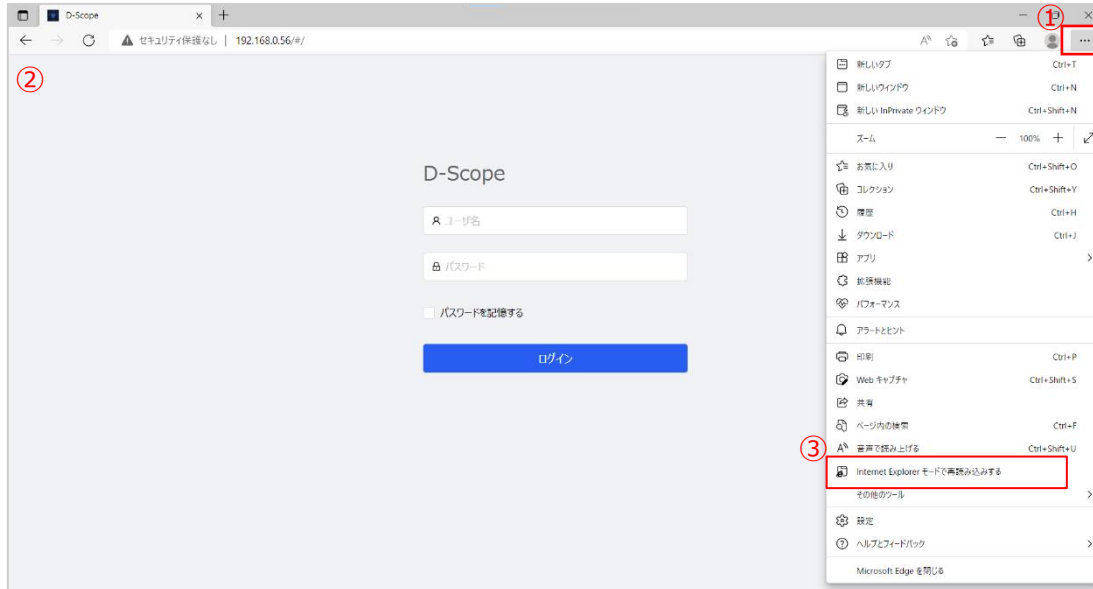 D-Scope
①
セキュリティ保護なし | 192.168.0.56/#/
②
新しいタブ Ctrl+T
新しいウィンドウ Ctrl+N
新しい InPrivate ウィンドウ Ctrl+Shift+N
ズーム 100%
お気に入り Ctrl+Shift+O
コレクション Ctrl+Shift+Y
履歴 Ctrl+H
ダウンロード Ctrl+J
アプリ
拡張機能
パフォーマンス
アラートとヒント
印刷 Ctrl+P
Web キャプチャ Ctrl+Shift+S
共有
ページ内の検索 Ctrl+F
③
音声で読み上げる Ctrl+Shift+U
Internet Explorer モードで再読み込みする
その他のツール
設定
ヘルプとフィードバック
Microsoft Edge を閉じる
D-Scope
ユーザ名
パスワード
パスワードを記憶する
ログイン